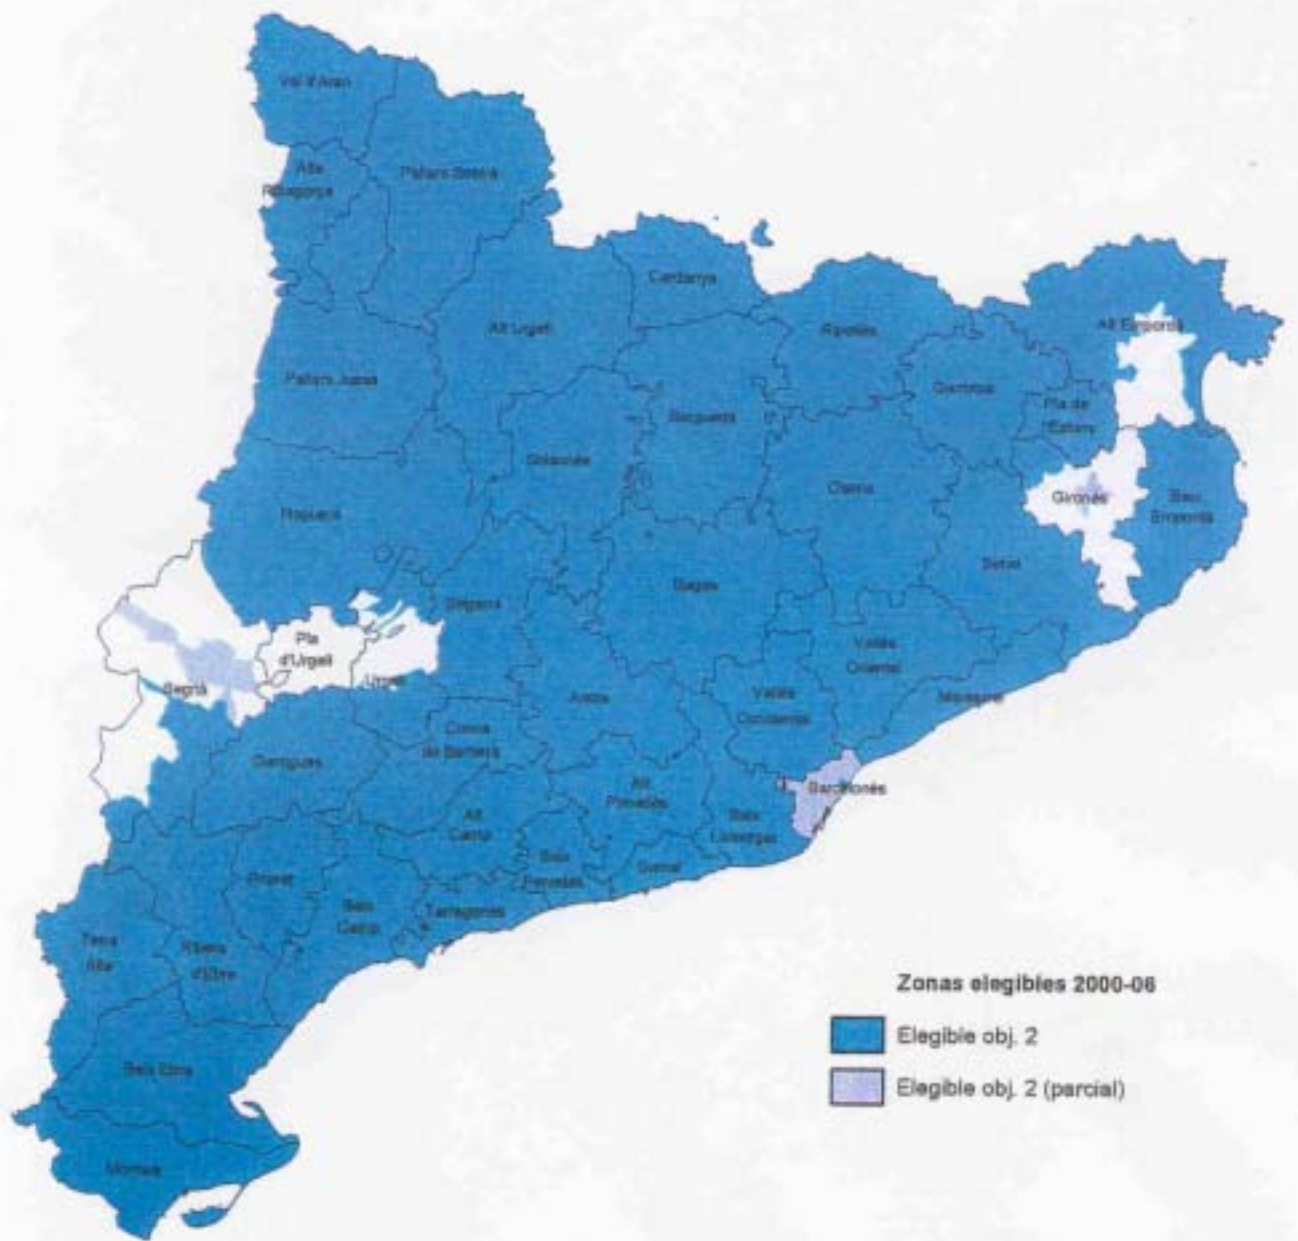 Val d'Aran
Alta
Ribagorça
Pallars Sobirà
Cerdanya
Alt Urgell
Ripollès
Alt Empordà
Pallars Jussà
Garrotxa
Pla de
l'Estany
Berguedà
Solsonès
Osona
Gironès
Baix
Empordà
Noguera
Selva
Bages
Segarra
Pla
d'Urgell
Vallès
Oriental
Urgell
Segrià
Anoia
Vallès
Occidental
Maresme
Conca
de Barberà
Garrigues
Barcelonès
Alt
Penedès
Alt
Camp
Baix
Llobregat
Baix
Penedès
Garraf
Priorat
Baix
Camp
Tarragonès
Terra
Alta
Ribera
d'Ebre
Baix Ebre
Montsià
Zonas elegibles 2000-06
Elegible obj. 2
Elegible obj. 2 (parcial)